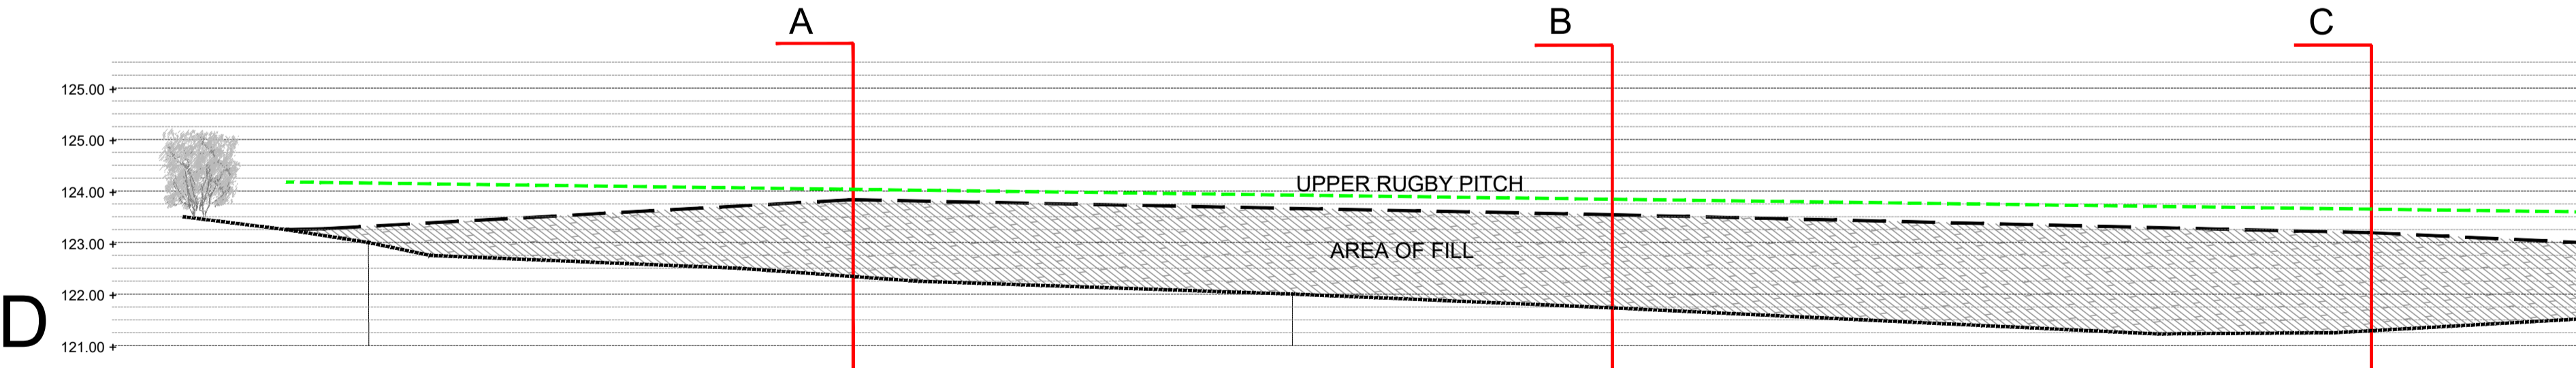 A
B
C
125.00
125.00
124.00
UPPER RUGBY PITCH
123.00
AREA OF FILL
122.00
D
121.00